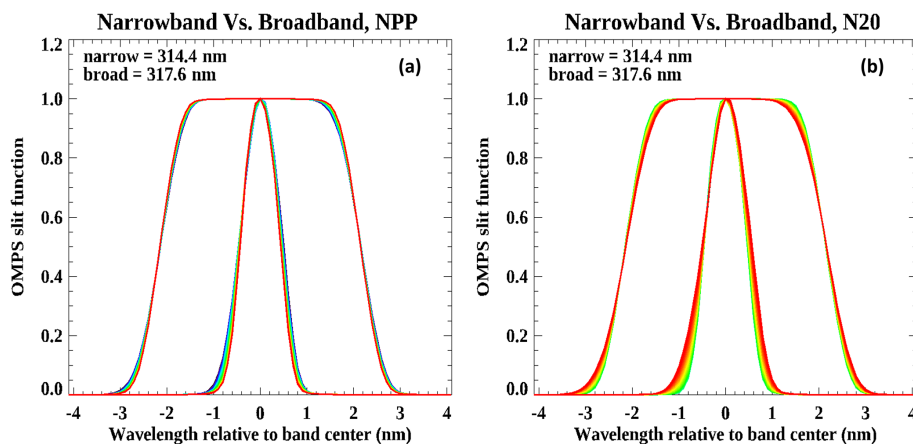 Narrowband Vs. Broadband, NPP
1.2
1.0
0.8
0.6
0.4
0.2
0.0
OMPS slit function
narrow = 314.4 nm
broad = 317.6 nm
(a)
-4 -3 -2 -1 0 1 2 3 4
Wavelength relative to band center (nm)
Narrowband Vs. Broadband, N20
1.2
1.0
0.8
0.6
0.4
0.2
0.0
OMPS slit function
narrow = 314.4 nm
broad = 317.6 nm
(b)
-4 -3 -2 -1 0 1 2 3 4
Wavelength relative to band center (nm)